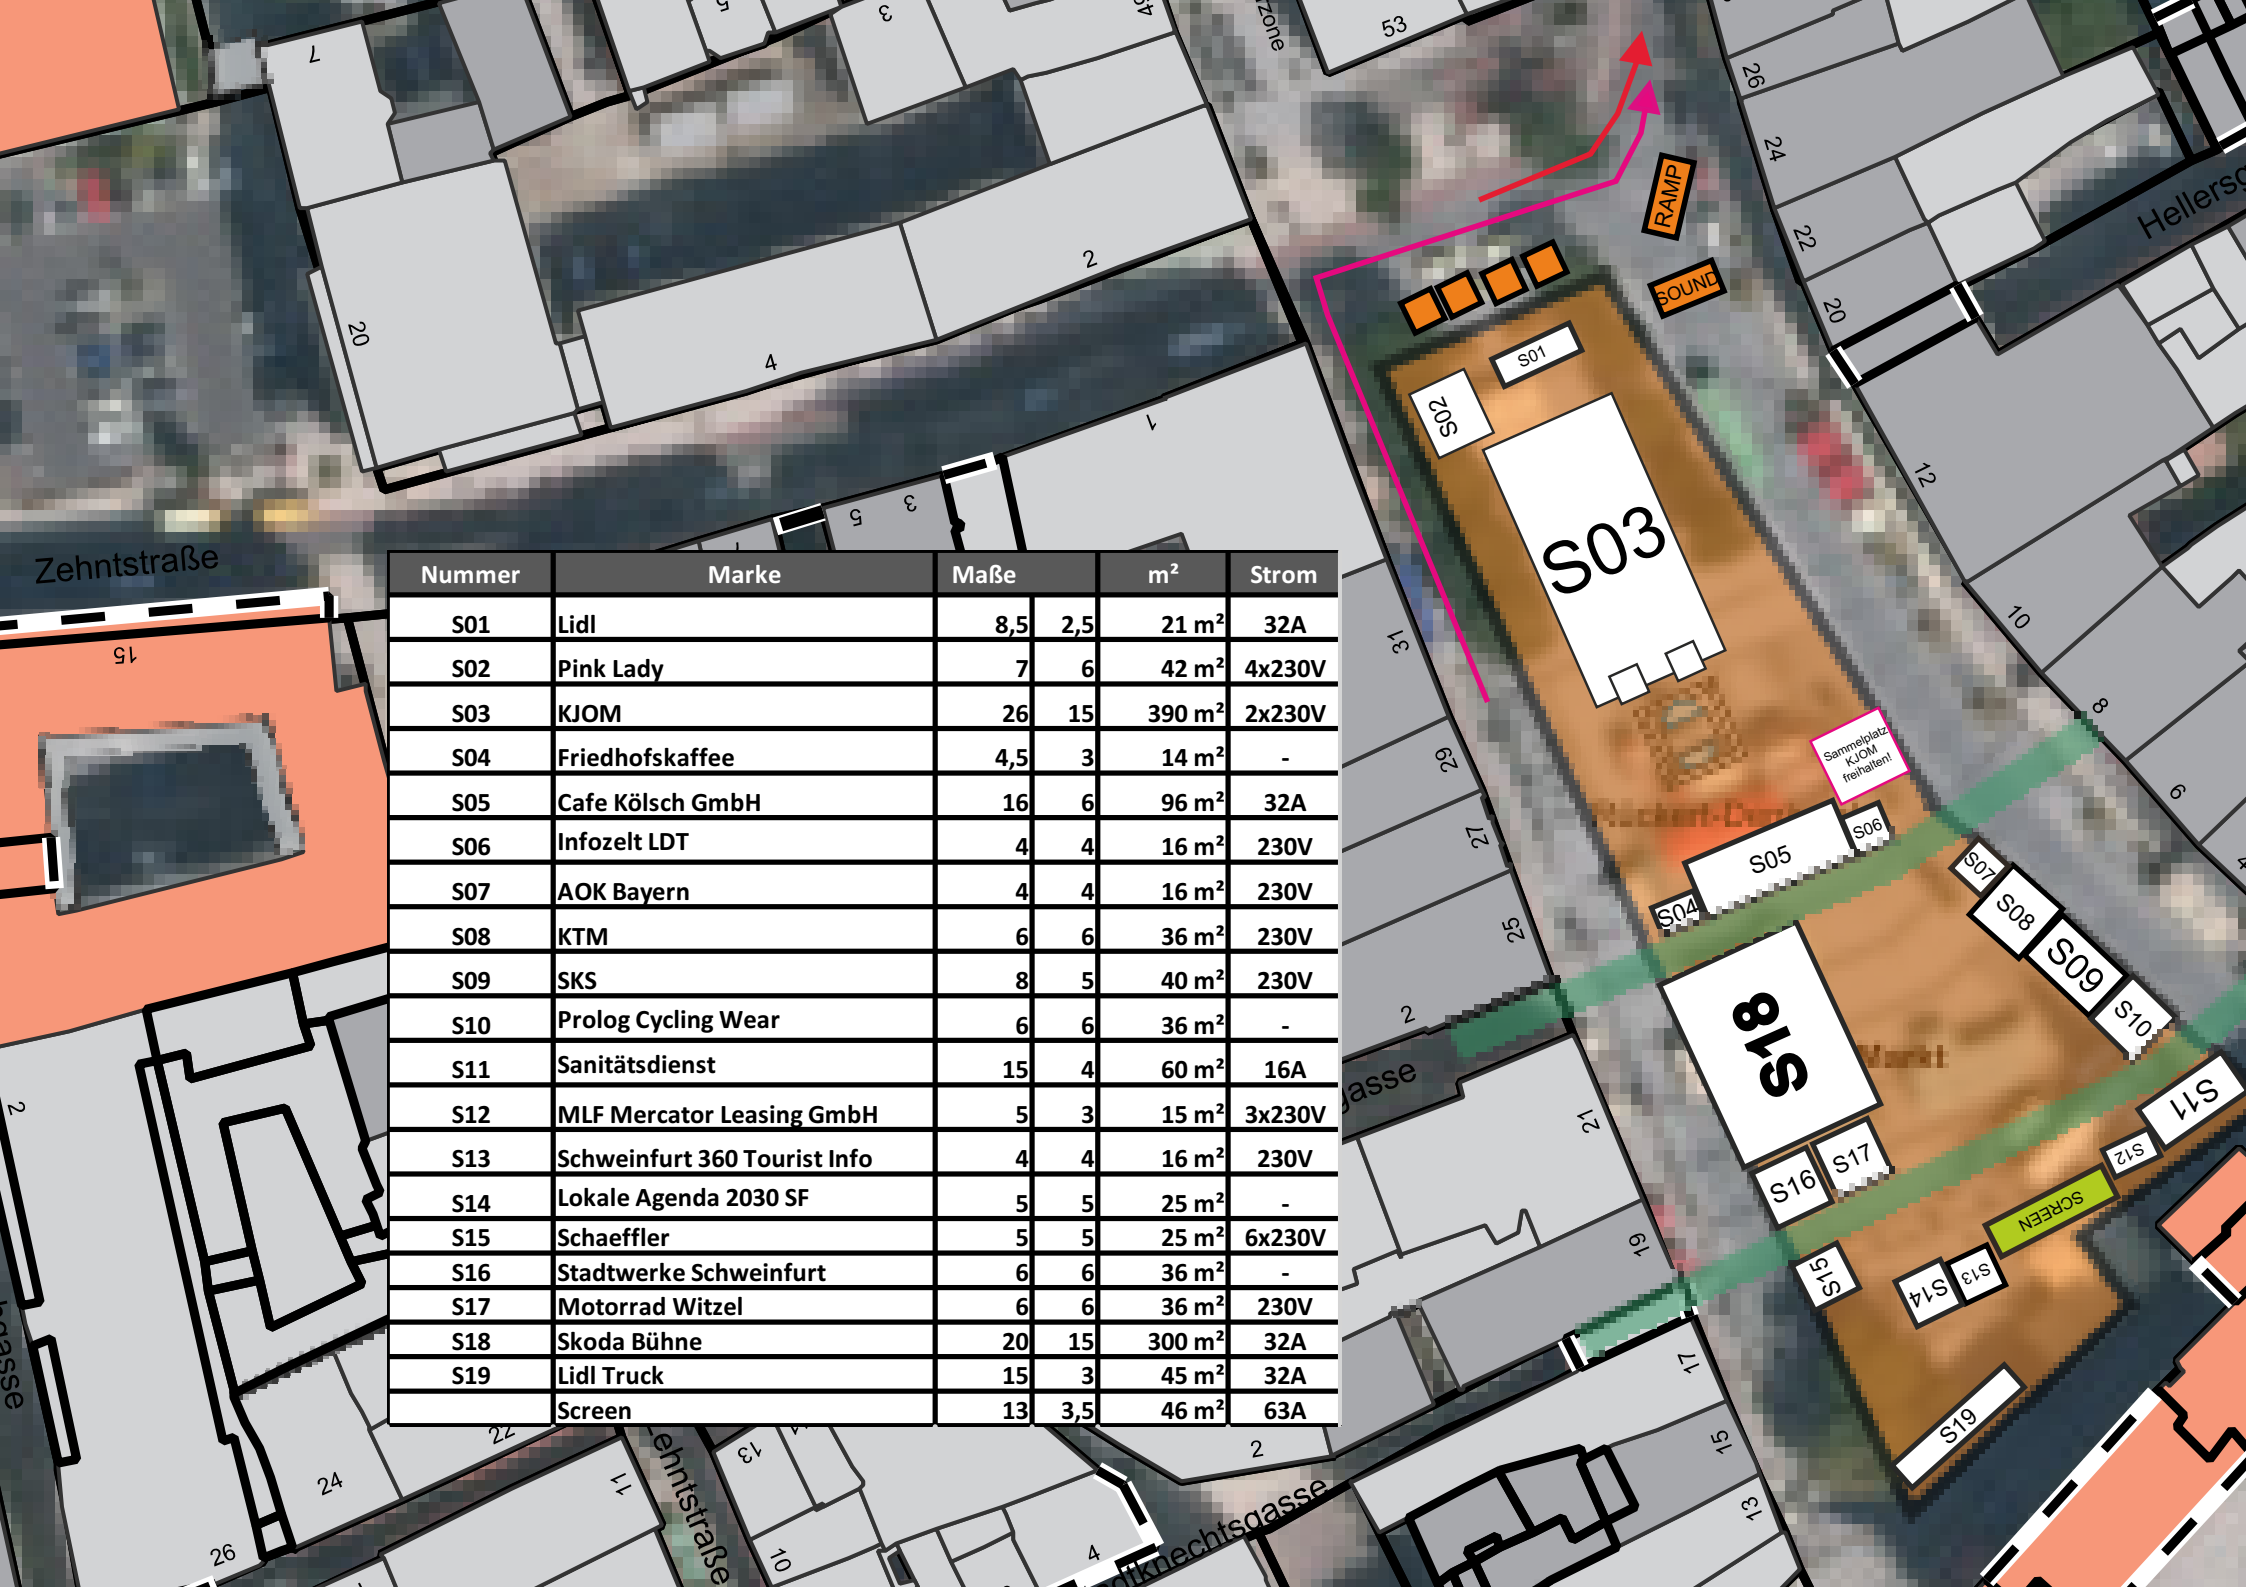 7
5
3
49
53
26
24
22
20
Hellersg
RAMP
SOUND
S01
S02
S03
20
4
2
1
3
5
12
10
8
6
4
Zehntstraße
15
31
29
27
25
2
21
19
17
15
13
Sammelplatz
KJOM
freihalten!
S04
S05
S06
S07
S08
S09
S10
S18
Markt
S11
S12
SCREEN
S17
S16
S15
S14
S13
S19
gasse
Nummer Marke Maße m² Strom
S01 Lidl 8,5 2,5 21 m² 32A
S02 Pink Lady 7 6 42 m² 4x230V
S03 KJOM 26 15 390 m² 2x230V
S04 Friedhofskaffee 4,5 3 14 m² -
S05 Cafe Kölsch GmbH 16 6 96 m² 32A
S06 Infozelt LDT 4 4 16 m² 230V
S07 AOK Bayern 4 4 16 m² 230V
S08 KTM 6 6 36 m² 230V
S09 SKS 8 5 40 m² 230V
S10 Prolog Cycling Wear 6 6 36 m² -
S11 Sanitätsdienst 15 4 60 m² 16A
S12 MLF Mercator Leasing GmbH 5 3 15 m² 3x230V
S13 Schweinfurt 360 Tourist Info 4 4 16 m² 230V
S14 Lokale Agenda 2030 SF 5 5 25 m² -
S15 Schaeffler 5 5 25 m² 6x230V
S16 Stadtwerke Schweinfurt 6 6 36 m² -
S17 Motorrad Witzel 6 6 36 m² 230V
S18 Skoda Bühne 20 15 300 m² 32A
S19 Lidl Truck 15 3 45 m² 32A
Screen 13 3,5 46 m² 63A
2
22
24
26
11
Zehntstraße
13
10
2
4